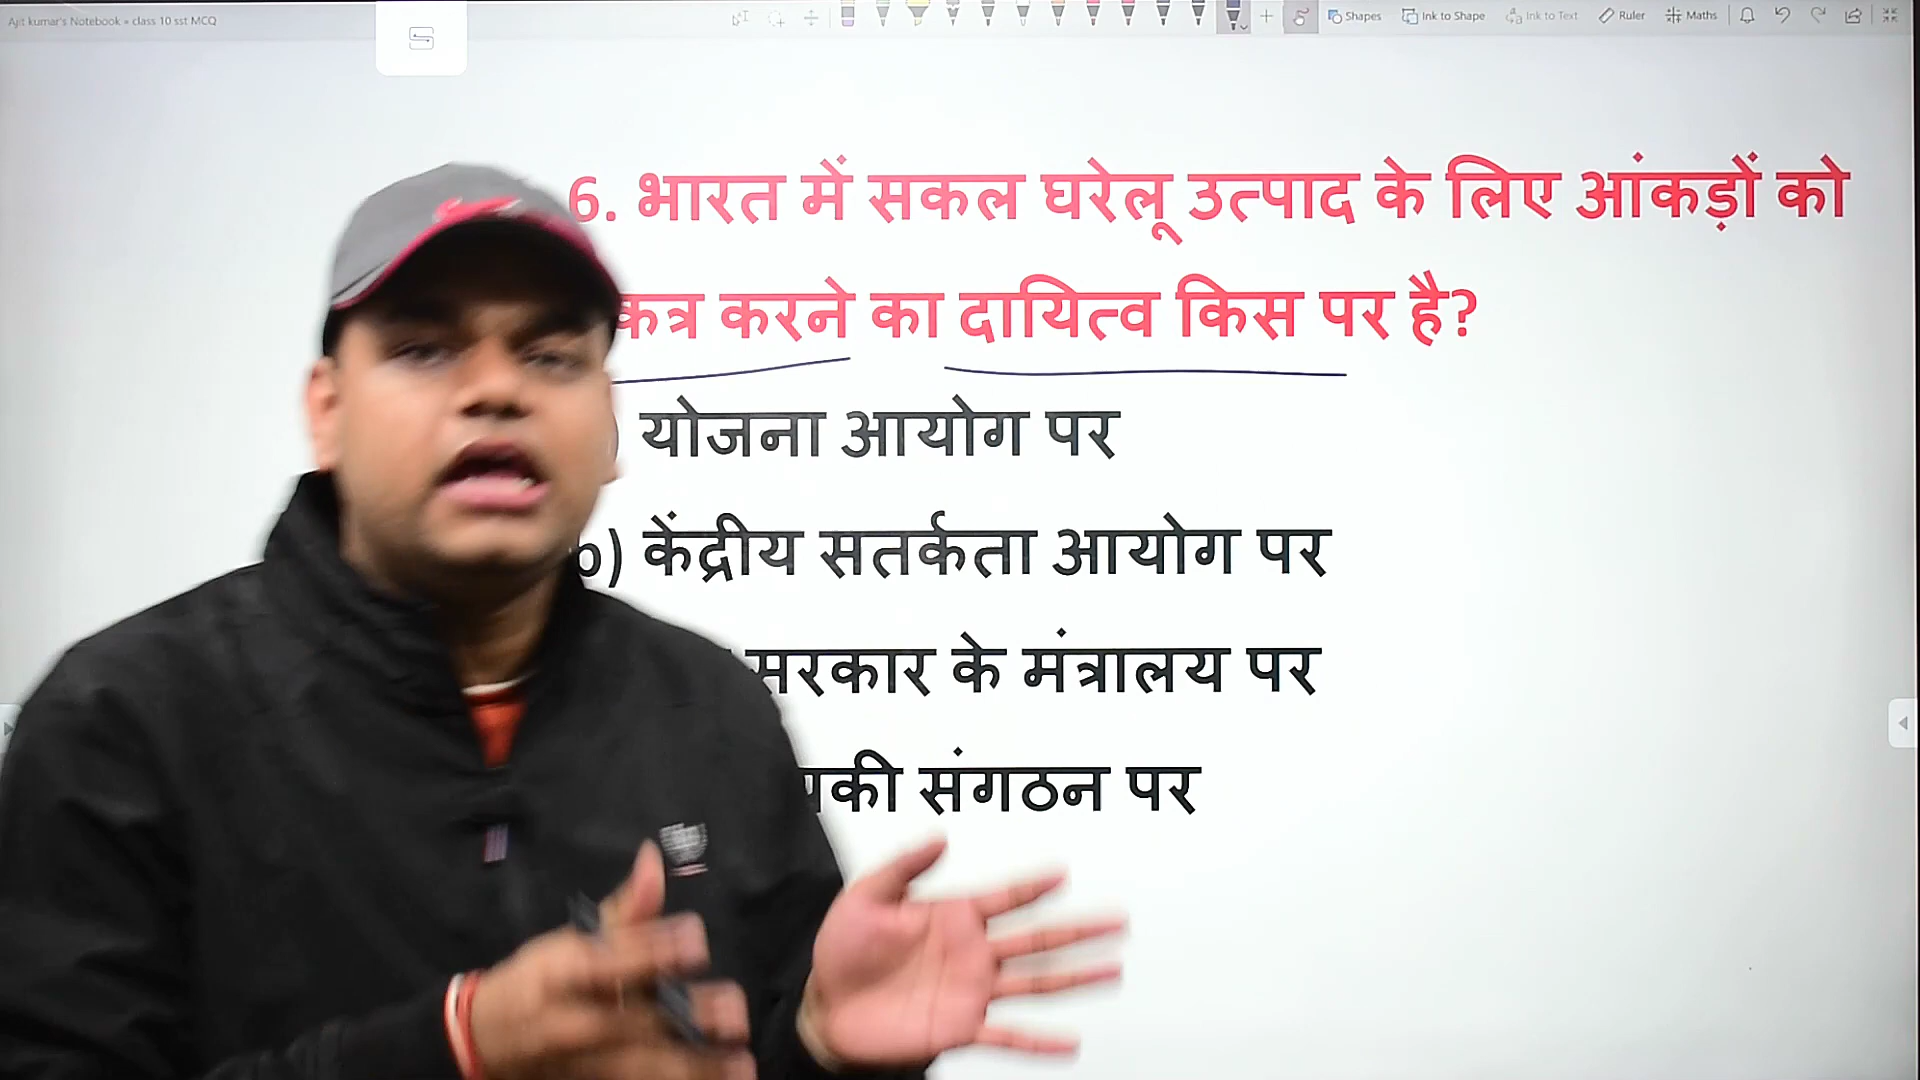 Ajit kumar's Notebook • class 10 sst MCQ
Shapes Ink to Shape Ink to Text Ruler Maths
6. भारत में सकल घरेलू उत्पाद के लिए आंकड़ों को
करने का दायित्व किस पर है?
योजना आयोग पर
b) केंद्रीय सतर्कता आयोग पर
सरकार के मंत्रालय पर
संगठन पर